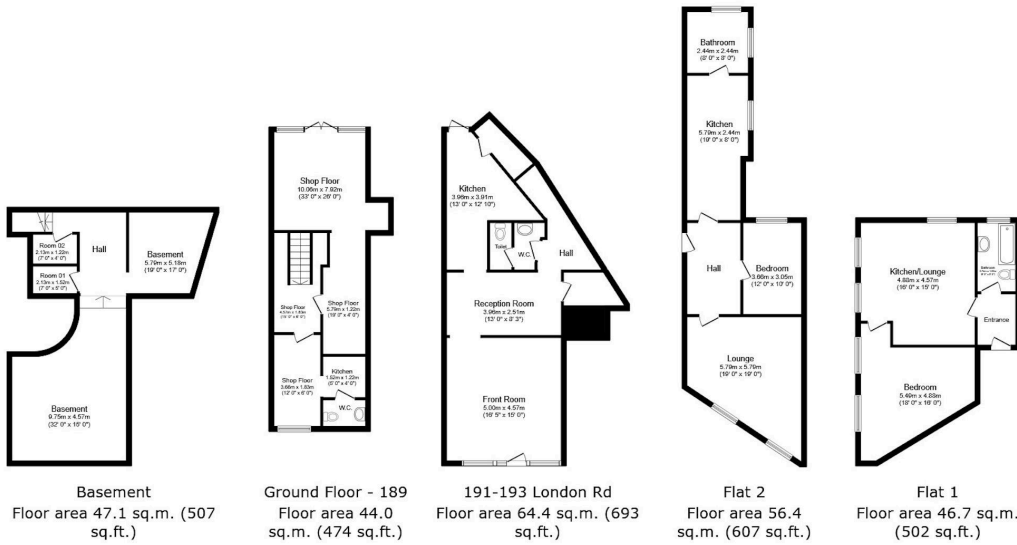 Basement
5.79m x 5.18m
(19' 0" x 17' 0")
Hall
Room 02
2.13m x 1.22m
(7' 0" x 4' 0")
Room 01
2.13m x 1.52m
(7' 0" x 5' 0")
Basement
9.75m x 4.57m
(32' 0" x 15' 0")
Basement
Floor area 47.1 sq.m. (507
sq.ft.)
Shop Floor
10.06m x 7.92m
(33' 0" x 26' 0")
Shop Floor
Shop Floor
5.79m x 1.22m
(19' 0" x 4' 0")
Shop Floor
3.66m x 1.83m
(12' 0" x 6' 0")
Kitchen
1.52m x 1.22m
(5' 0" x 4' 0")
W.C.
Ground Floor - 189
Floor area 44.0
sq.m. (474 sq.ft.)
Kitchen
3.96m x 3.91m
(13' 0" x 12' 10")
Toilet
W.C.
Hall
Reception Room
3.96m x 2.51m
(13' 0" x 8' 3")
Front Room
5.00m x 4.57m
(16' 5" x 15' 0")
191-193 London Rd
Floor area 64.4 sq.m. (693
sq.ft.)
Bathroom
2.44m x 2.44m
(8' 0" x 8' 0")
Kitchen
5.79m x 2.44m
(19' 0" x 8' 0")
Hall
Bedroom
3.66m x 3.05m
(12' 0" x 10' 0")
Lounge
5.79m x 5.79m
(19' 0" x 19' 0")
Flat 2
Floor area 56.4
sq.m. (607 sq.ft.)
Kitchen/Lounge
4.88m x 4.57m
(16' 0" x 15' 0")
Bathroom
Entrance
Bedroom
5.49m x 4.88m
(18' 0" x 16' 0")
Flat 1
Floor area 46.7 sq.m.
(502 sq.ft.)